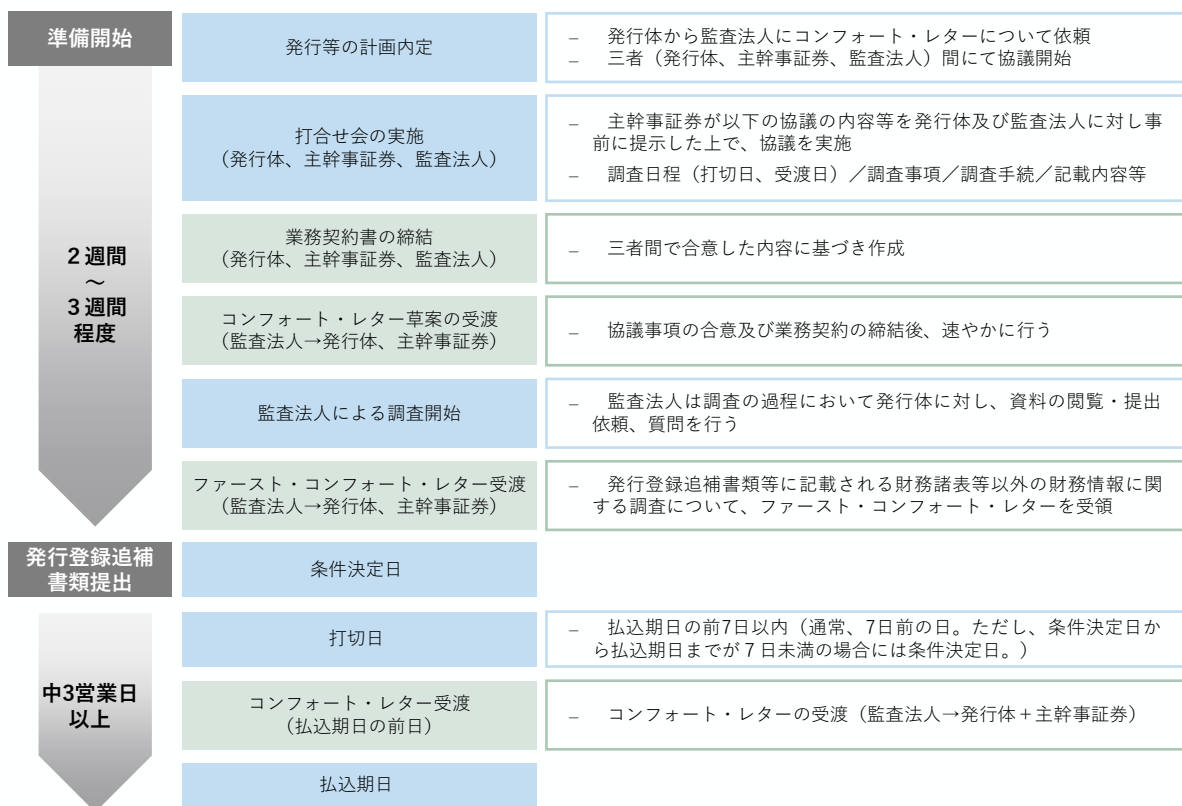 準備開始
発行等の計画内定
– 発行体から監査法人にコンフォート・レターについて依頼
– 三者（発行体、主幹事証券、監査法人）間にて協議開始
打合せ会の実施
（発行体、主幹事証券、監査法人）
– 主幹事証券が以下の協議の内容等を発行体及び監査法人に対し事
前に提示した上で、協議を実施
– 調査日程（打切日、受渡日）／調査事項／調査手続／記載内容等
2週間
～
3週間
程度
業務契約書の締結
（発行体、主幹事証券、監査法人）
– 三者間で合意した内容に基づき作成
コンフォート・レター草案の受渡
（監査法人→発行体、主幹事証券）
– 協議事項の合意及び業務契約の締結後、速やかに行う
監査法人による調査開始
– 監査法人は調査の過程において発行体に対し、資料の閲覧・提出
依頼、質問を行う
ファースト・コンフォート・レター受渡
（監査法人→発行体、主幹事証券）
– 発行登録追補書類等に記載される財務諸表等以外の財務情報に関
する調査について、ファースト・コンフォート・レターを受領
発行登録追補
書類提出
条件決定日
打切日
– 払込期日の前7日以内（通常、7日前の日。ただし、条件決定日か
ら払込期日までが７日未満の場合には条件決定日。）
中3営業日
以上
コンフォート・レター受渡
（払込期日の前日）
– コンフォート・レターの受渡（監査法人→発行体＋主幹事証券）
払込期日